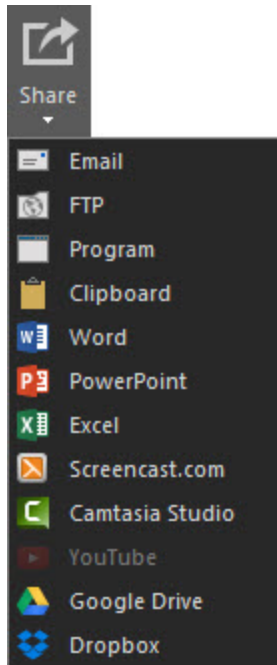 Share
Email
FTP
Program
Clipboard
Word
PowerPoint
Excel
Screencast.com
Camtasia Studio
YouTube
Google Drive
Dropbox